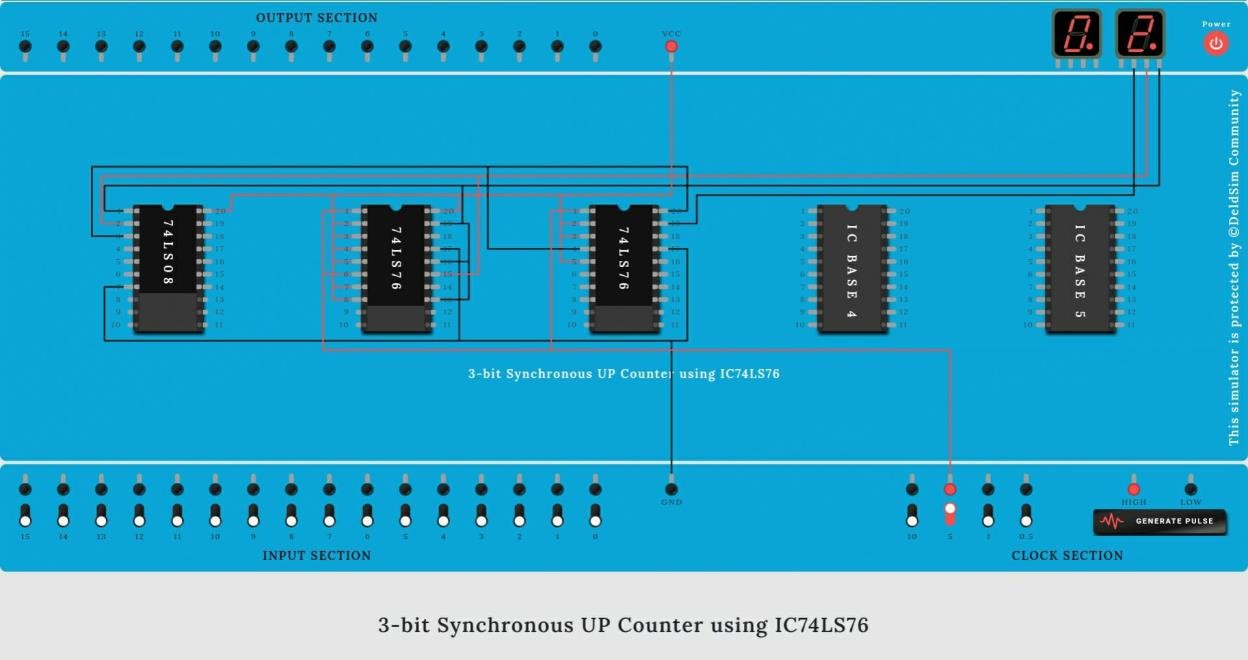 OUTPUT SECTION
15 14 13 12 11 10 9 8 7 6 5 4 3 2 1 0 VCC
0. 2.
Power
This simulator is protected by ©DeldSim Community
74LS08
74LS76
74LS76
IC BASE 4
IC BASE 5
3-bit Synchronous UP Counter using IC74LS76
GND
HIGH LOW
GENERATE PULSE
15 14 13 12 11 10 9 8 7 6 5 4 3 2 1 0
10 5 1 0.5
INPUT SECTION
CLOCK SECTION
3-bit Synchronous UP Counter using IC74LS76